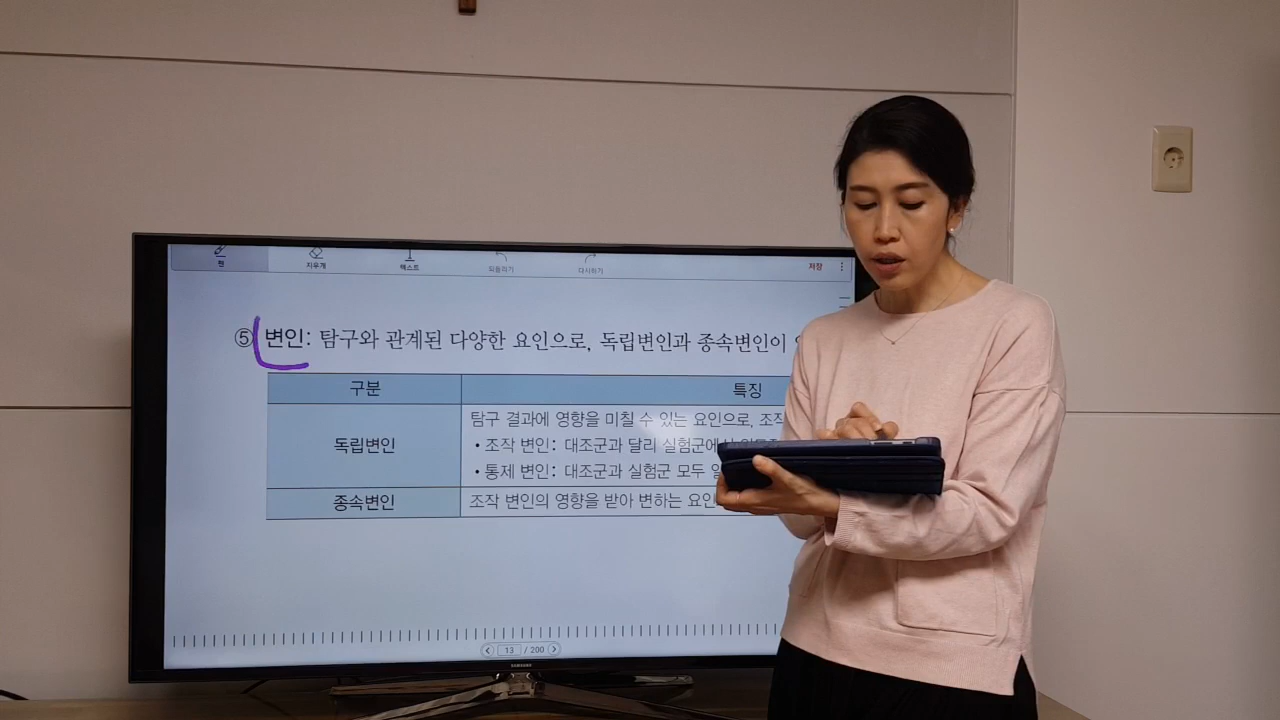 펜 지우개 텍스트 되돌리기 다시하기 저장
⑤ 변인: 탐구와 관계된 다양한 요인으로, 독립변인과 종속변인이
구분 특징
독립변인 탐구 결과에 영향을 미칠 수 있는 요인으로, 조작
• 조작 변인: 대조군과 달리 실험군에서
• 통제 변인: 대조군과 실험군 모두
종속변인 조작 변인의 영향을 받아 변하는 요인
13 / 200
SAMSUNG